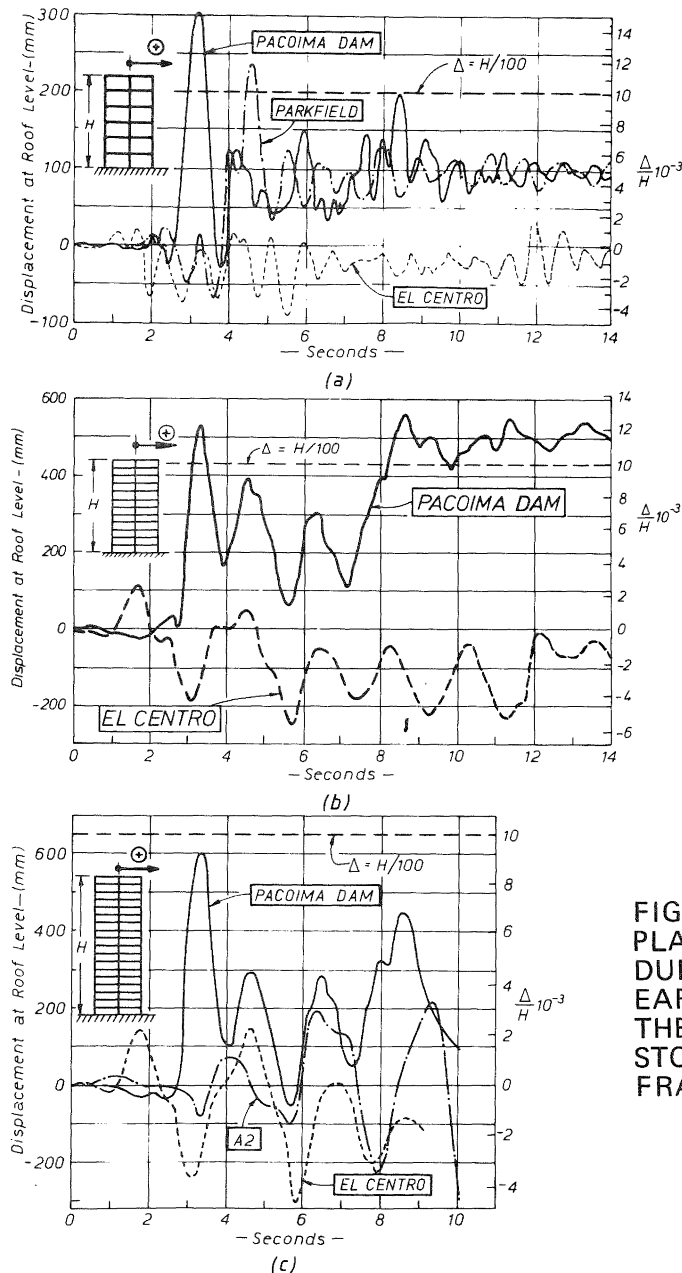 Displacement at Roof Level-(mm)
300
200
100
0
-100
H
PACOIMA DAM
PARKFIELD
Δ = H/100
EL CENTRO
14
12
10
8
6
4
2
0
-2
-4
Δ/H 10⁻³
0 2 4 6 8 10 12 14
— Seconds —
(a)
Displacement at Roof Level-(mm)
600
400
200
0
-200
H
Δ = H/100
PACOIMA DAM
EL CENTRO
14
12
10
8
6
4
2
0
-2
-4
-6
Δ/H 10⁻³
0 2 4 6 8 10 12 14
— Seconds —
(b)
Displacement at Roof Level-(mm)
600
400
200
0
-200
H
Δ = H/100
PACOIMA DAM
A2
EL CENTRO
10
8
6
4
2
0
-2
-4
Δ/H 10⁻³
0 2 4 6 8 10
— Seconds —
(c)
FIG
PLA
DUI
EAF
THE
STO
FRA